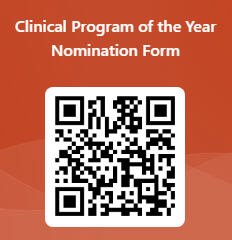 Clinical Program of the Year
Nomination Form